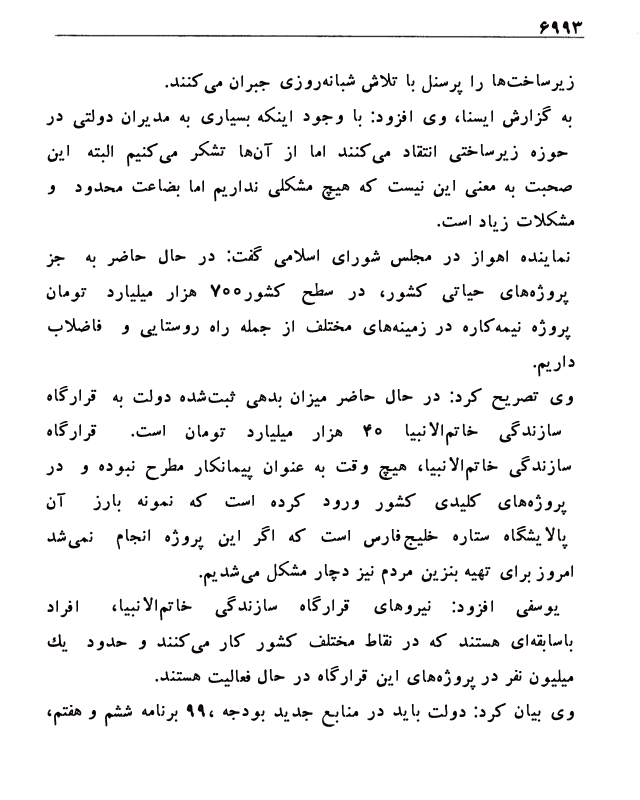 ۶۹۹۳
زیرساخت‌ها را پرسنل با تلاش شبانه‌روزی جبران می‌کنند.
به گزارش ایسنا، وی افزود: با وجود اینکه بسیاری به مدیران دولتی در
حوزه زیرساختی انتقاد می‌کنند اما از آن‌ها تشکر می‌کنیم البته این
صحبت به معنی این نیست که هیچ مشکلی نداریم اما بضاعت محدود و
مشکلات زیاد است.
نماینده اهواز در مجلس شورای اسلامی گفت: در حال حاضر به جز
پروژه‌های حیاتی کشور، در سطح کشور۷۰۰ هزار میلیارد تومان
پروژه نیمه‌کاره در زمینه‌های مختلف از جمله راه روستایی و فاضلاب
داریم.
وی تصریح کرد: در حال حاضر میزان بدهی ثبت‌شده دولت به قرارگاه
سازندگی خاتم‌الانبیا ۴۰ هزار میلیارد تومان است. قرارگاه
سازندگی خاتم‌الانبیا، هیچ وقت به عنوان پیمانکار مطرح نبوده و در
پروژه‌های کلیدی کشور ورود کرده است که نمونه بارز آن
پالایشگاه ستاره خلیج‌فارس است که اگر این پروژه انجام نمی‌شد
امروز برای تهیه بنزین مردم نیز دچار مشکل می‌شدیم.
یوسفی افزود: نیروهای قرارگاه سازندگی خاتم‌الانبیا، افراد
باسابقه‌ای هستند که در نقاط مختلف کشور کار می‌کنند و حدود یك
میلیون نفر در پروژه‌های این قرارگاه در حال فعالیت هستند.
وی بیان کرد: دولت باید در منابع جدید بودجه ،۹۹ برنامه ششم و هفتم،